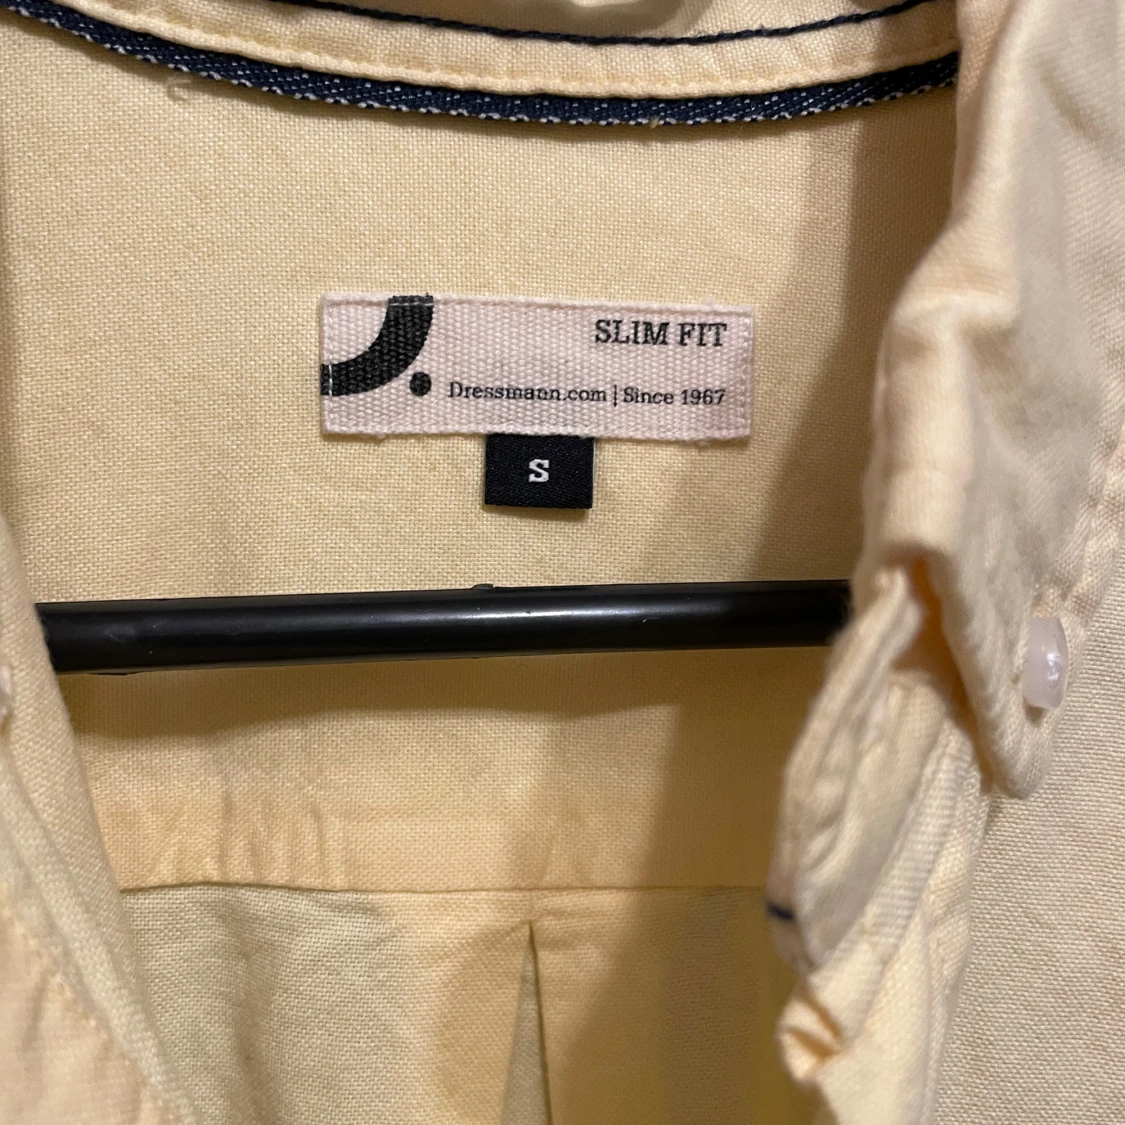 SLIM FIT
Dressmann.com | Since 1967
S